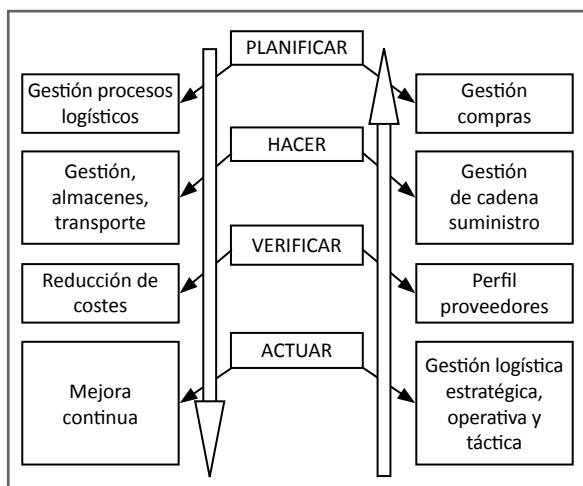 PLANIFICAR
Gestión procesos
logísticos
Gestión
compras
HACER
Gestión,
almacenes,
transporte
Gestión
de cadena
suministro
VERIFICAR
Reducción de
costes
Perfil
proveedores
ACTUAR
Mejora
continua
Gestión logística
estratégica,
operativa y
táctica